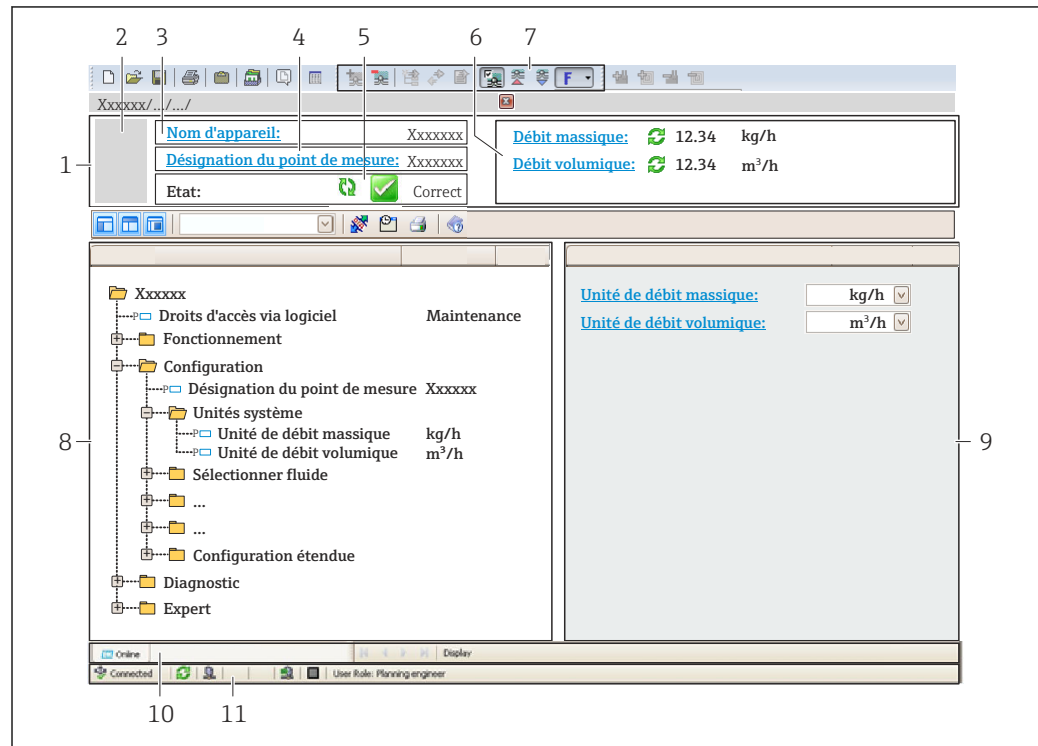 2 3 4 5 6 7
F
Xxxxxx/.../.../
1
Nom d'appareil: Xxxxxxx
Désignation du point de mesure: Xxxxxxx
Etat: Correct
Débit massique: 12.34 kg/h
Débit volumique: 12.34 m³/h
Xxxxxx
P Droits d'accès via logiciel Maintenance
Fonctionnement
Configuration
P Désignation du point de mesure Xxxxxx
Unités système
P Unité de débit massique kg/h
P Unité de débit volumique m³/h
Sélectionner fluide
...
...
Configuration étendue
Diagnostic
Expert
8
Unité de débit massique: kg/h
Unité de débit volumique: m³/h
9
Online Display
Connected User Role: Planning engineer
10 11